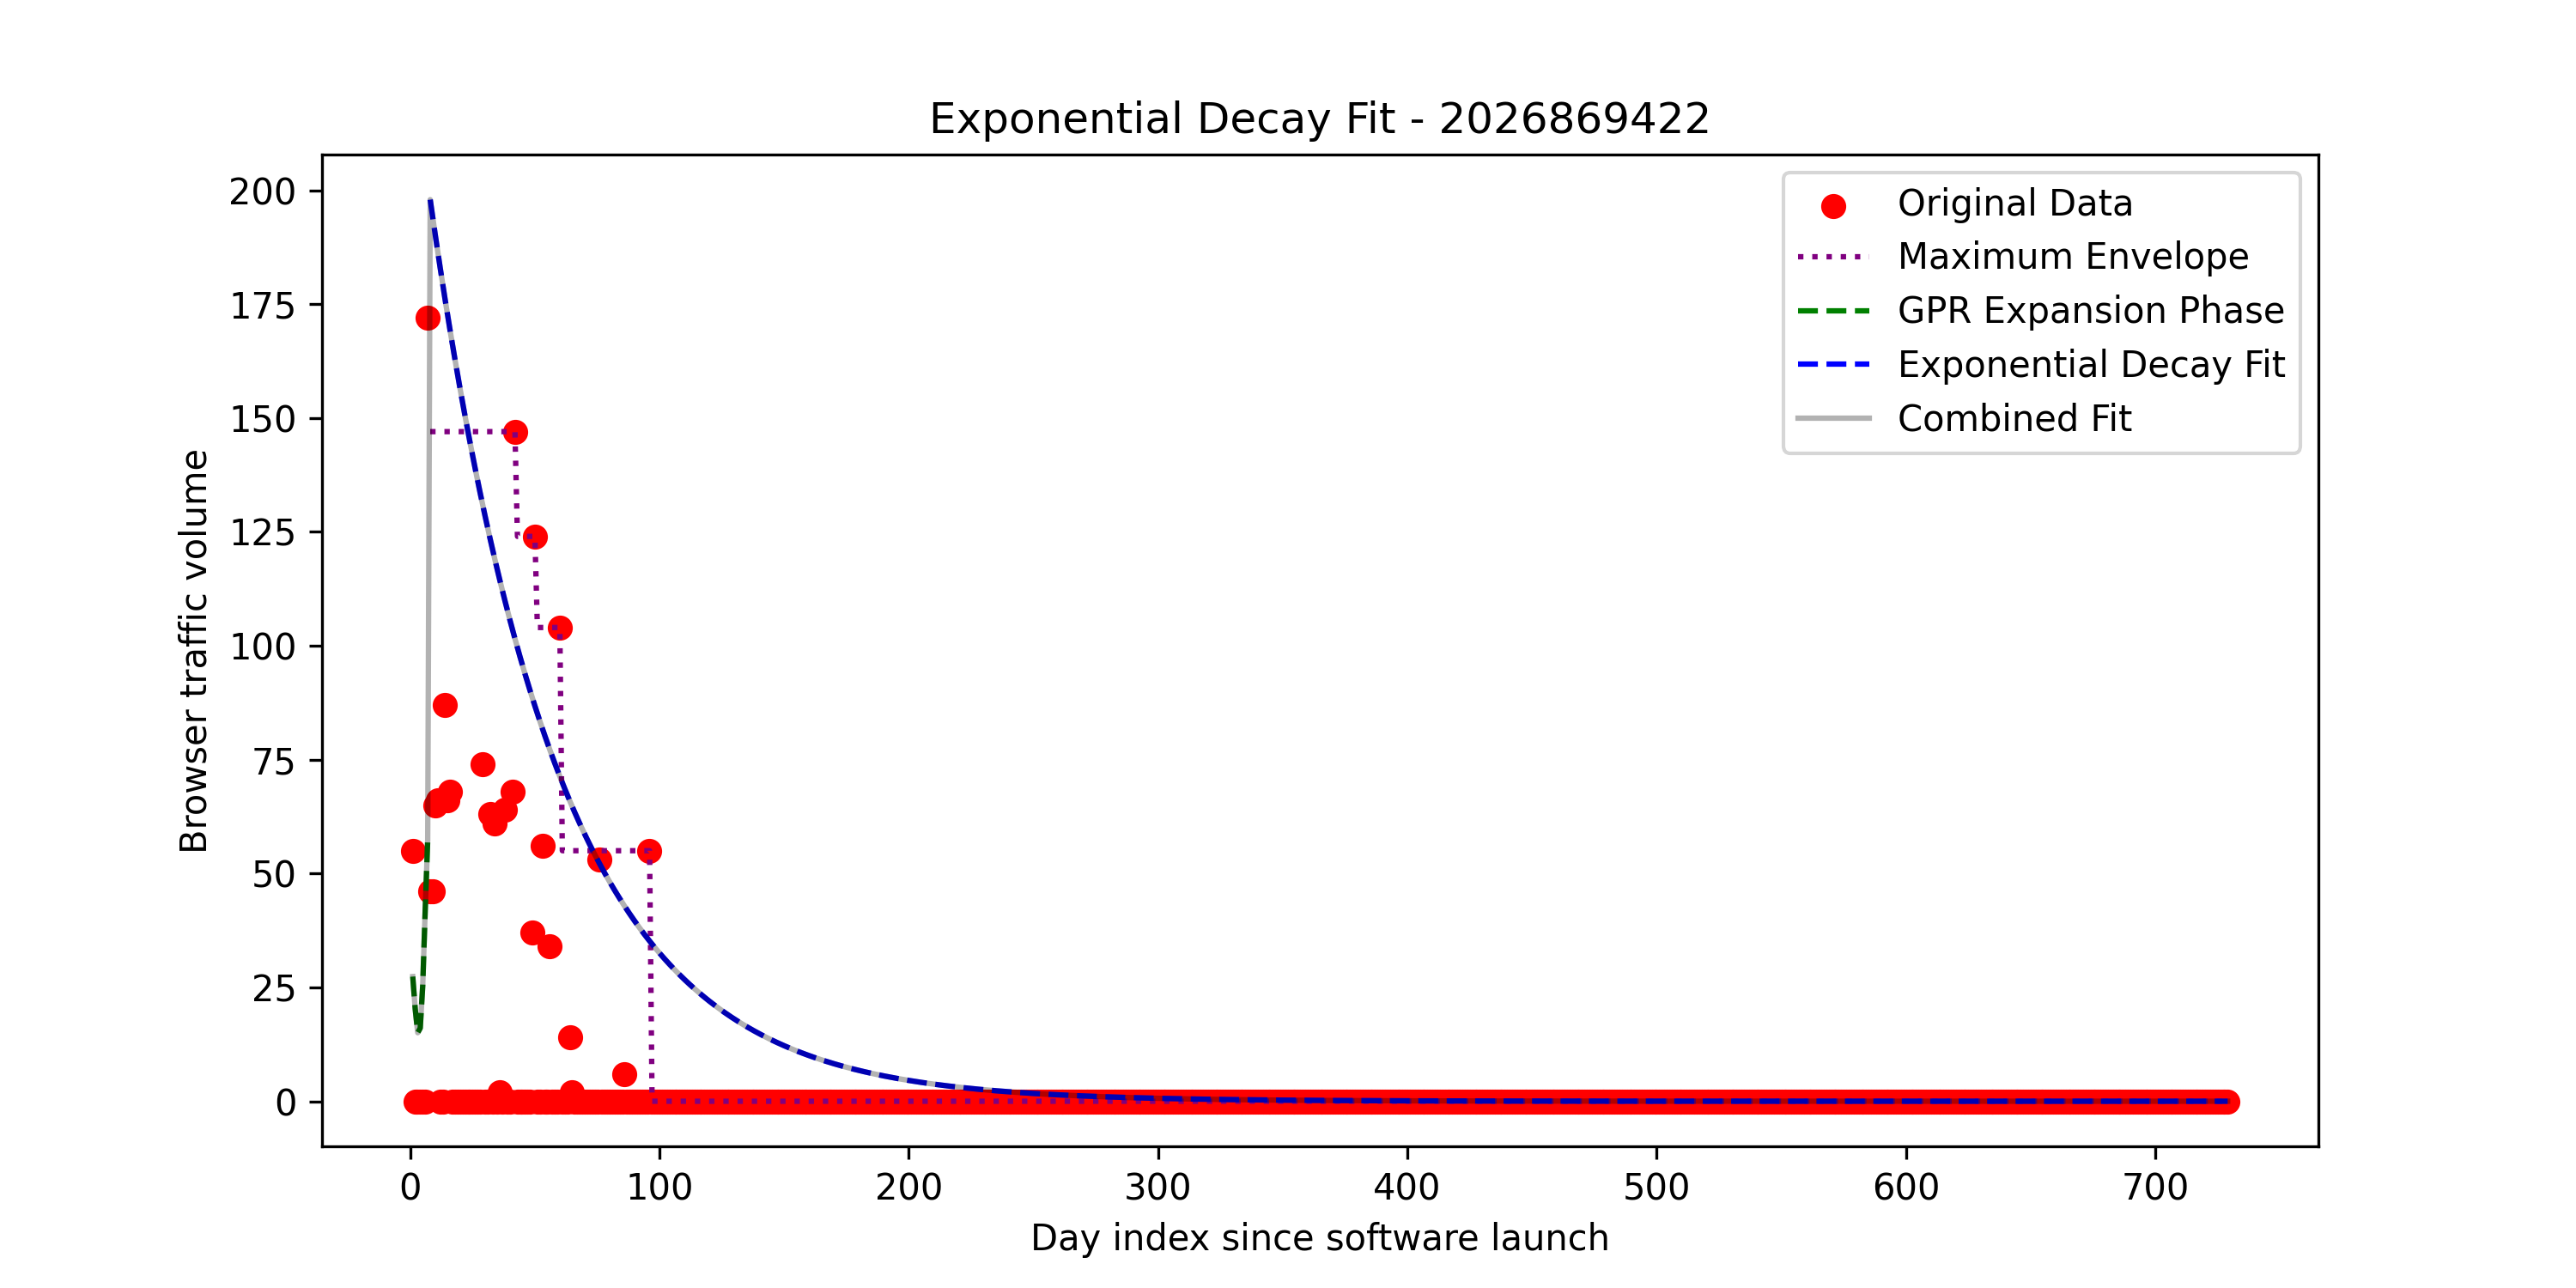 Exponential Decay Fit - 2026869422
Original Data
Maximum Envelope
GPR Expansion Phase
Exponential Decay Fit
Combined Fit
Browser traffic volume
200
175
150
125
100
75
50
25
0
0 100 200 300 400 500 600 700
Day index since software launch